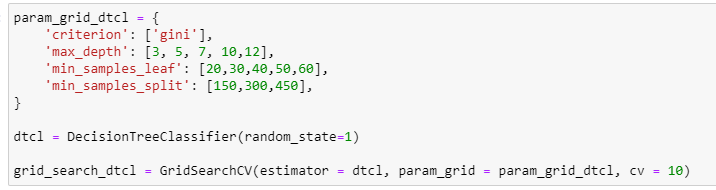 param_grid_dtcl = {
    'criterion': ['gini'],
    'max_depth': [3, 5, 7, 10,12],
    'min_samples_leaf': [20,30,40,50,60],
    'min_samples_split': [150,300,450],
}
dtcl = DecisionTreeClassifier(random_state=1)
grid_search_dtcl = GridSearchCV(estimator = dtcl, param_grid = param_grid_dtcl, cv = 10)